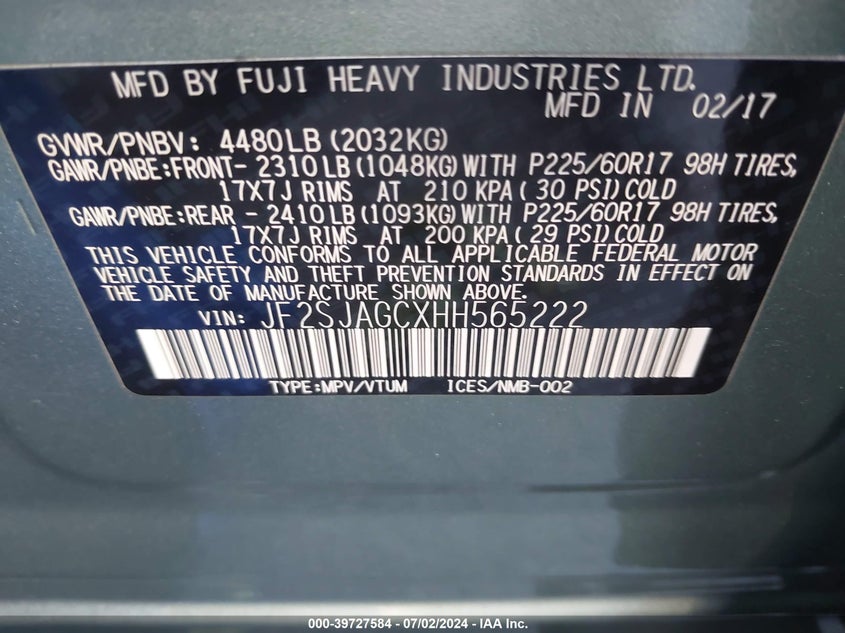 MFD BY FUJI HEAVY INDUSTRIES LTD.
MFD IN 02/17
GVWR/PNBV: 4480LB (2032KG)
GAWR/PNBE:FRONT- 2310LB(1048KG)WITH P225/60R17 98H TIRES,
17X7J RIMS AT 210 KPA ( 30 PSI)COLD
GAWR/PNBE:REAR - 2410LB(1093KG)WITH P225/60R17 98H TIRES,
17X7J RIMS AT 200 KPA ( 29 PSI)COLD
THIS VEHICLE CONFORMS TO ALL APPLICABLE FEDERAL MOTOR
VEHICLE SAFETY AND THEFT PREVENTION STANDARDS IN EFFECT ON
THE DATE OF MANUFACTURE SHOWN ABOVE.
VIN: JF2SJAGCXHH565222
TYPE:MPV/VTUM ICES/NMB-002
000-39727584 - 07/02/2024 - IAA Inc.